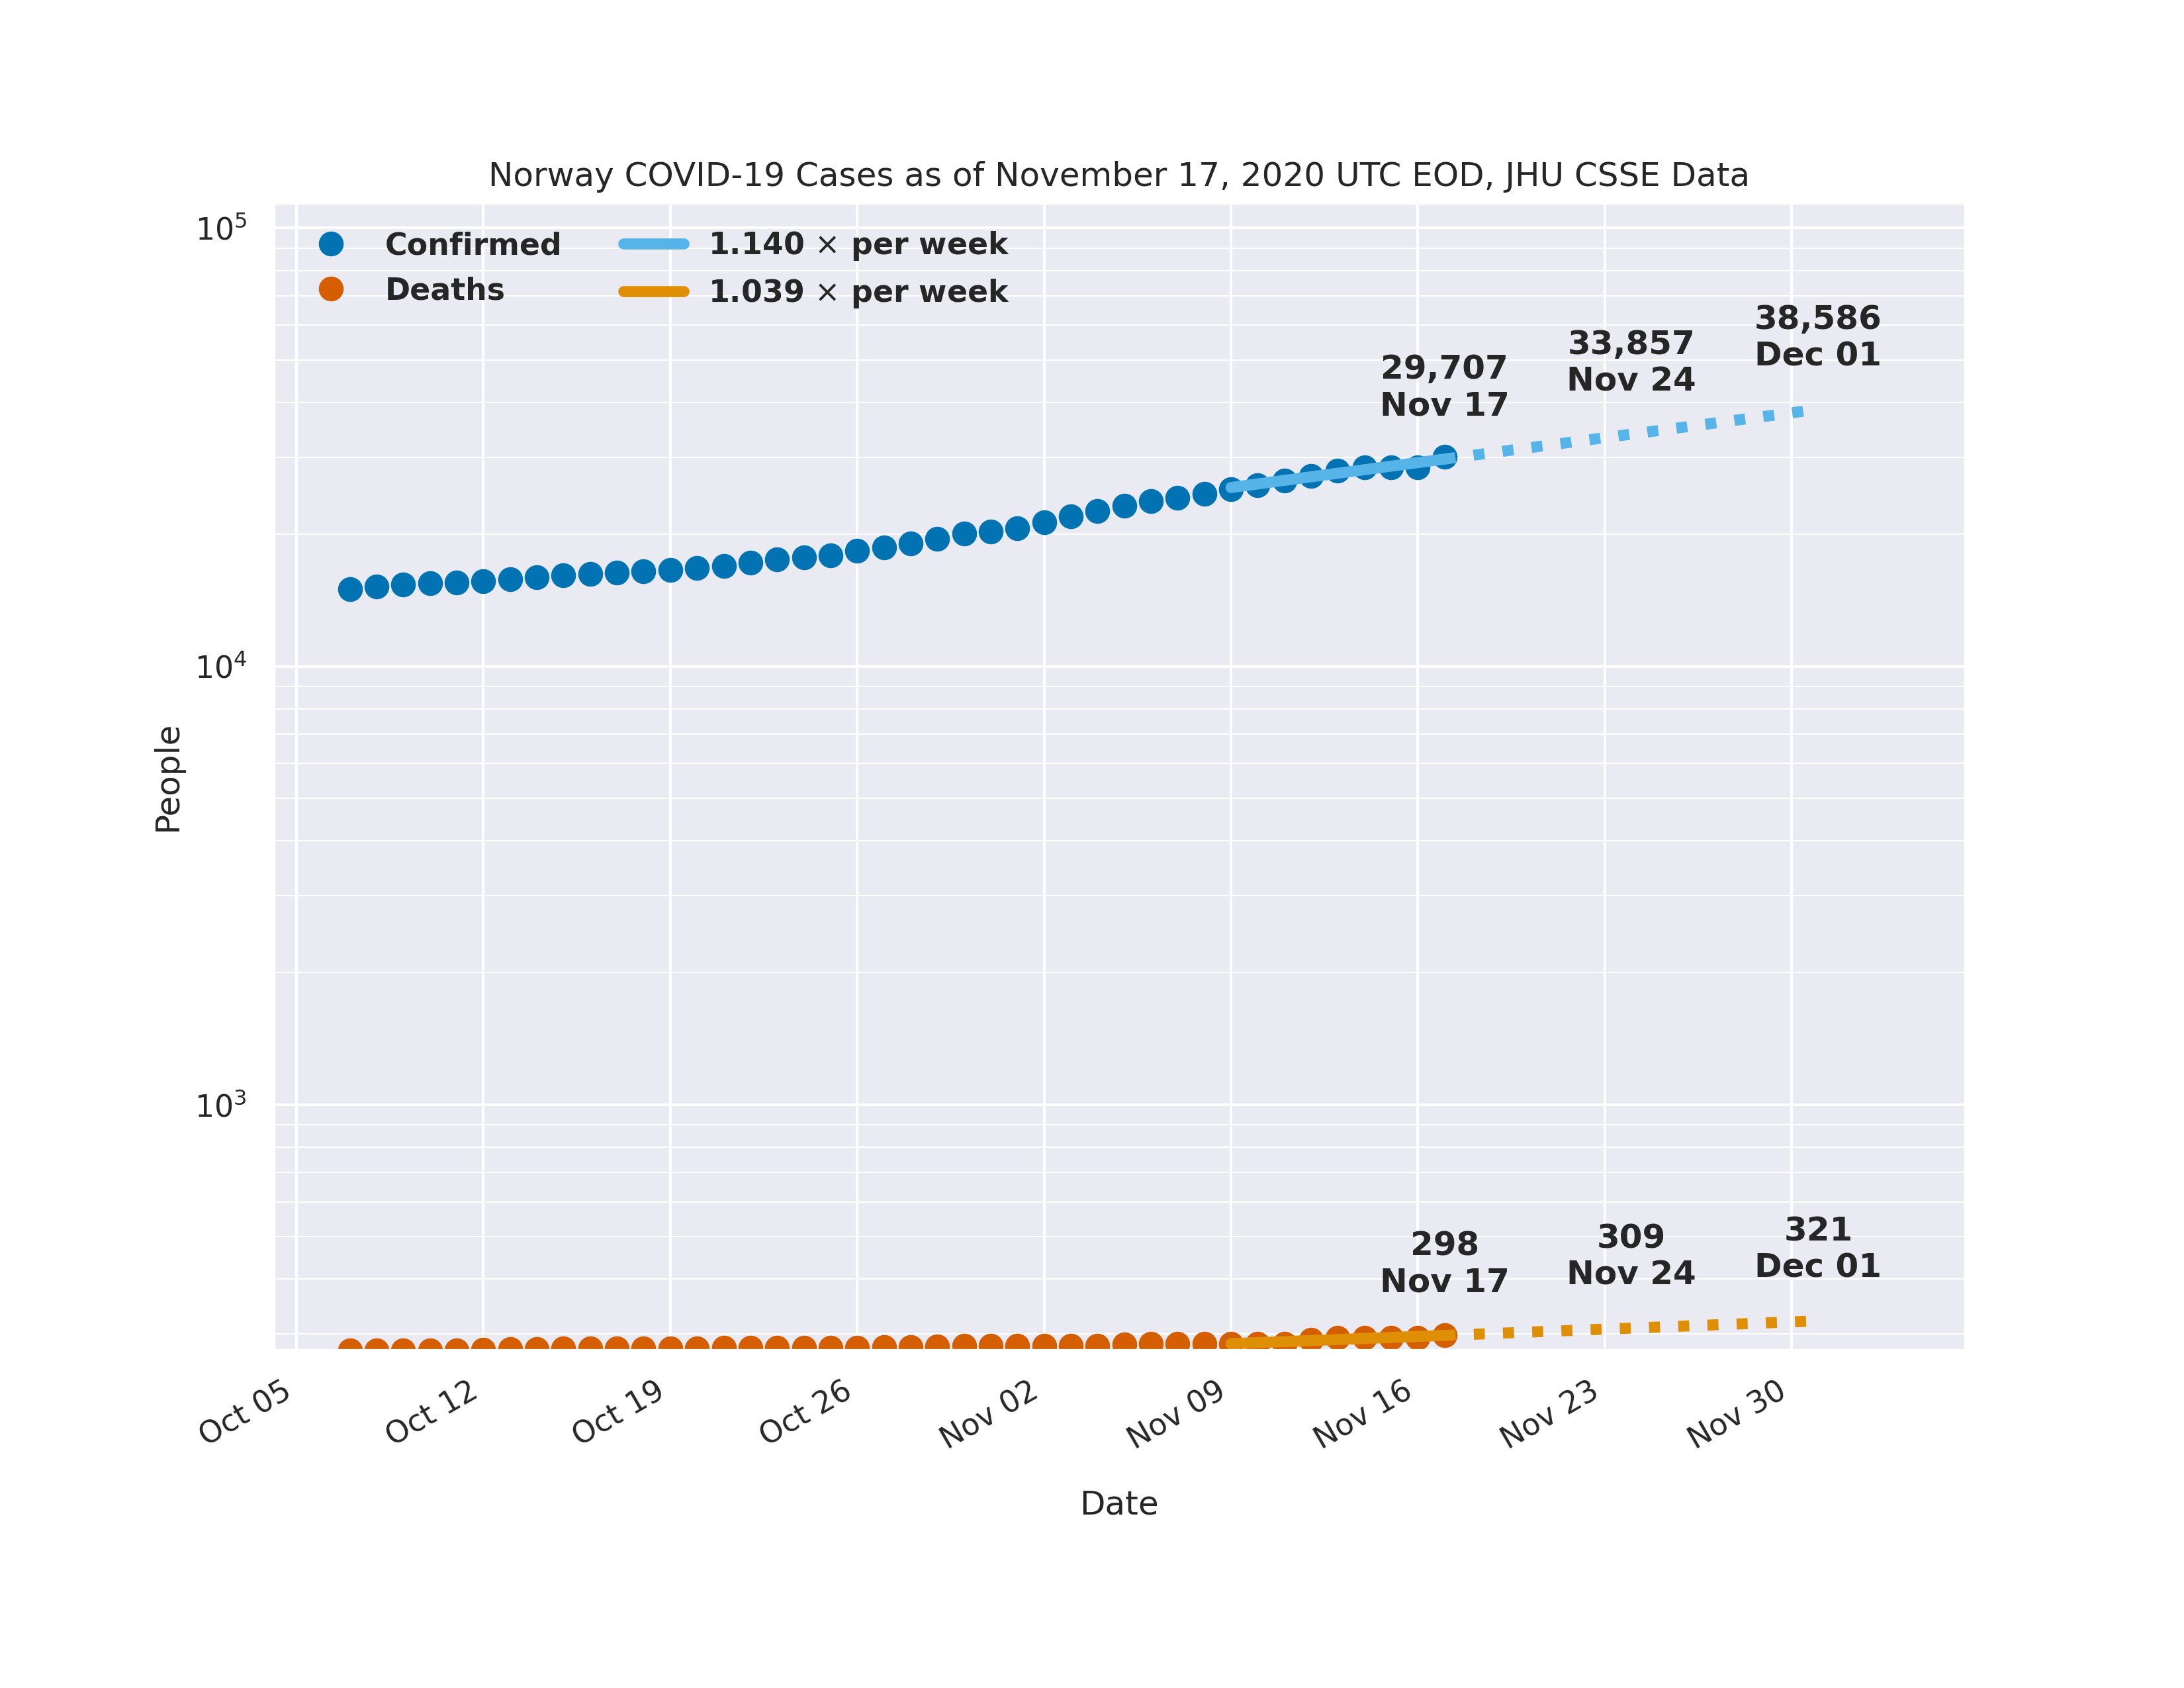 Norway COVID-19 Cases as of November 17, 2020 UTC EOD, JHU CSSE Data
Confirmed
Deaths
1.140 × per week
1.039 × per week
10⁵
10⁴
10³
People
29,707
Nov 17
33,857
Nov 24
38,586
Dec 01
298
Nov 17
309
Nov 24
321
Dec 01
Oct 05
Oct 12
Oct 19
Oct 26
Nov 02
Nov 09
Nov 16
Nov 23
Nov 30
Date